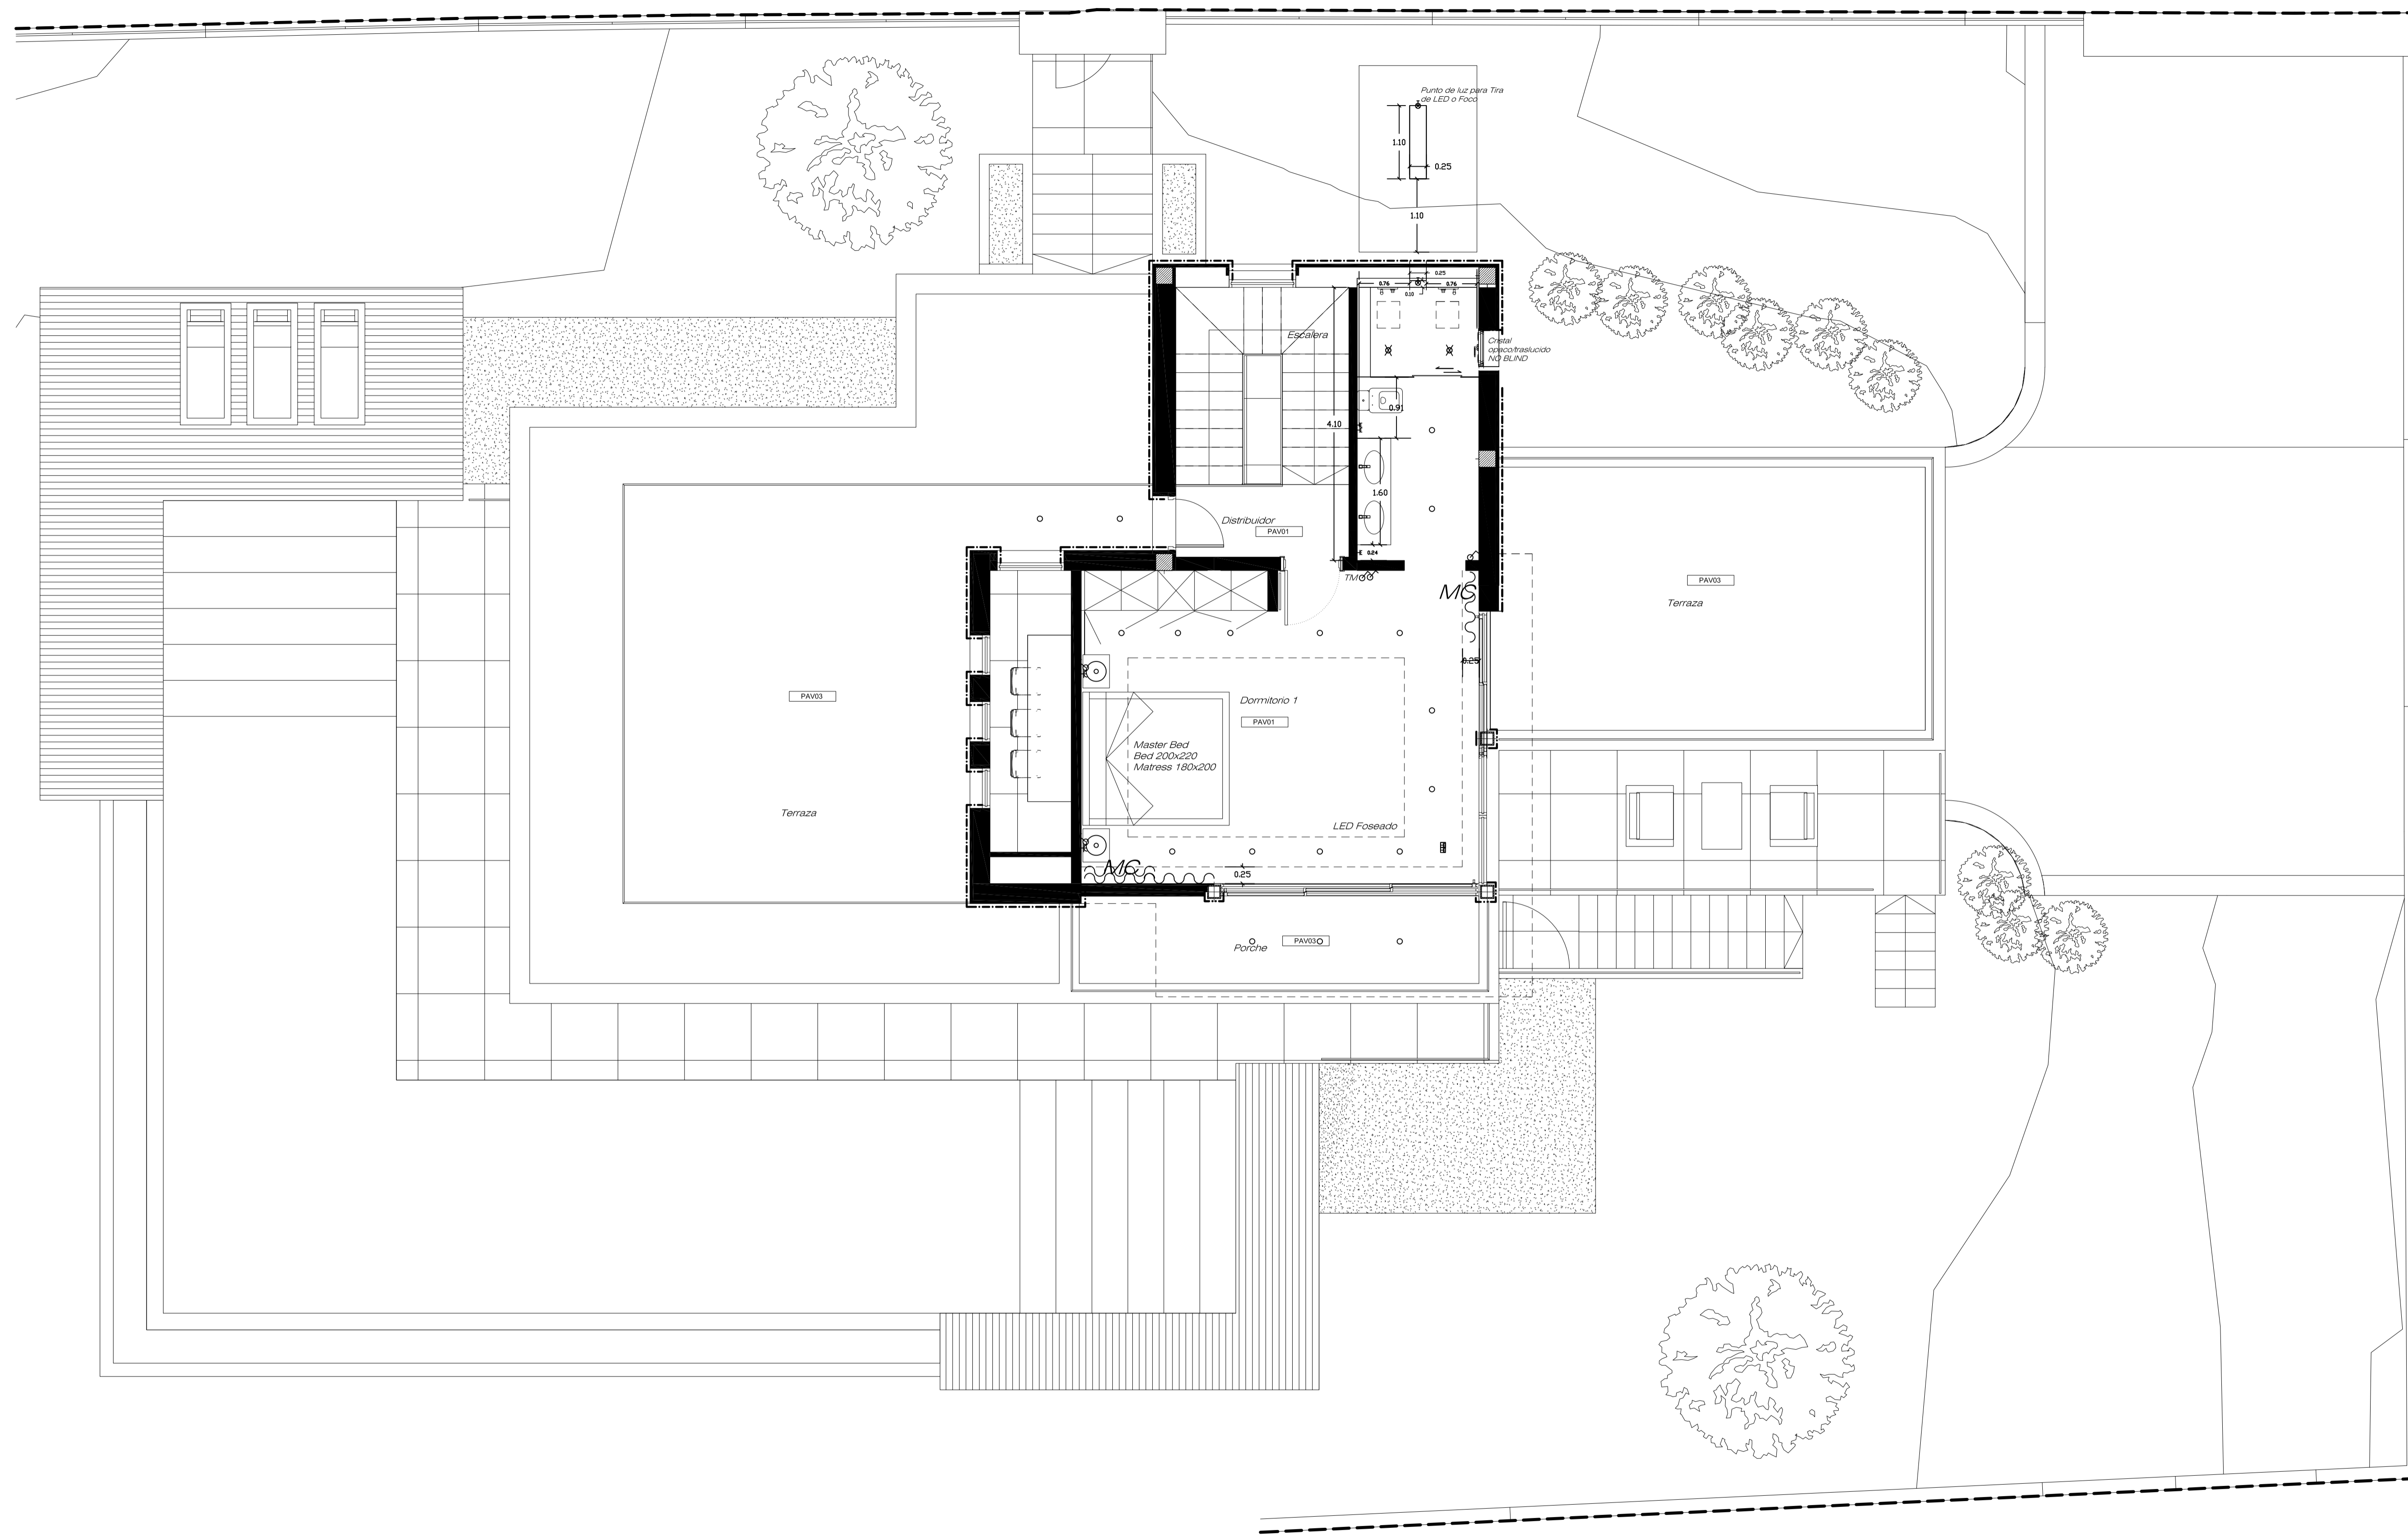 Punto de luz para Tira
de LED o Foco
1.10
0.25
1.10
0.25
0.76
0.76
0.10
Escalera
Cristal
opaco/traslucido
NO BLIND
0.91
4.10
1.60
Distribuidor
PAV01
0.24
TM
MC
PAV03
Terraza
0.25
PAV03
Dormitorio 1
PAV01
Master Bed
Bed 200x220
Matress 180x200
Terraza
LED Foseado
MC
0.25
PAV03
Porche